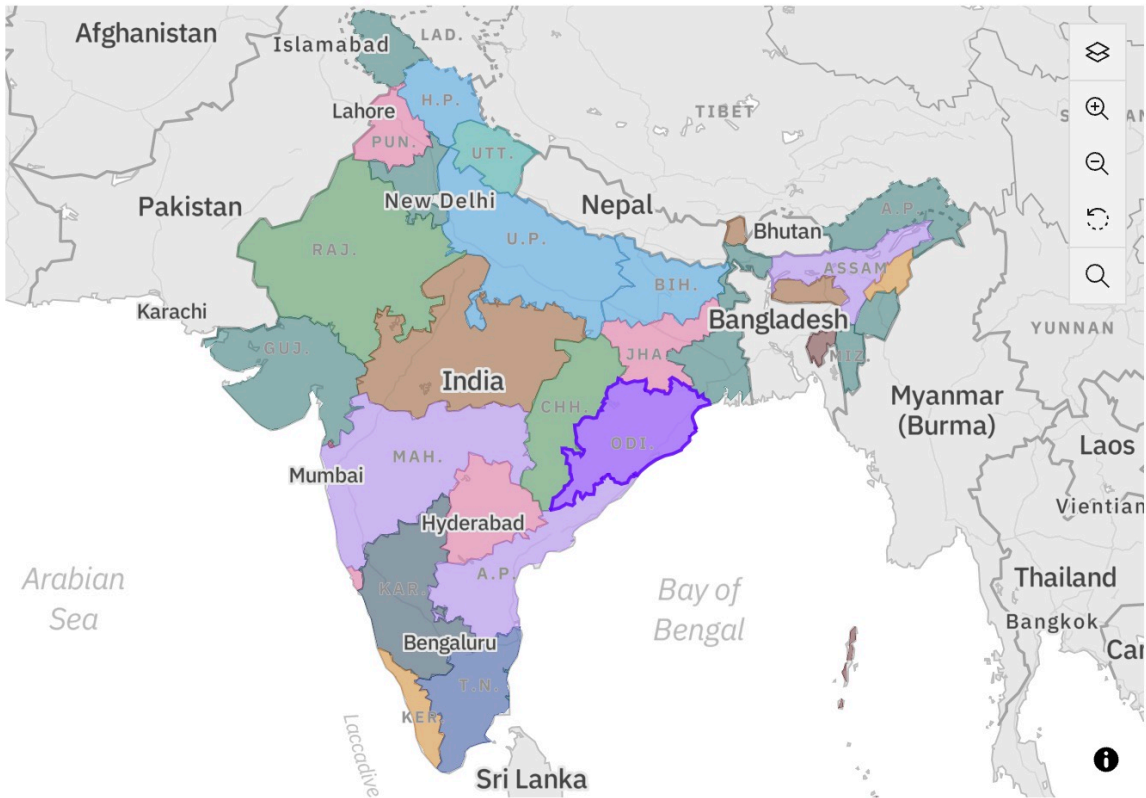 Afghanistan
Islamabad
LAD.
H.P.
Lahore
TIBET
PUN.
UTT.
New Delhi
Pakistan
Nepal
A.P.
Bhutan
U.P.
RAJ.
ASSAM
BIH.
Karachi
Bangladesh
YUNNAN
GUJ.
JHA.
MIZ.
India
Myanmar
(Burma)
CHH.
ODI.
Laos
MAH.
Mumbai
Vientian
Hyderabad
A.P.
Arabian
Sea
KAR.
Bay of
Bengal
Thailand
Bangkok
Bengaluru
Car
T.N.
KER.
Laccadive
Sri Lanka
i